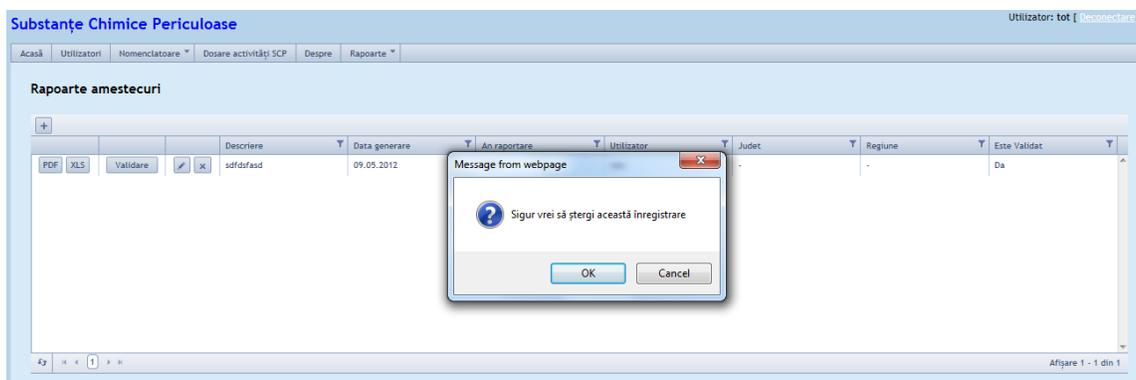 Utilizator: tot [ Deconectare
Substanțe Chimice Periculoase
Acasă Utilizatori Nomenclatoare Dosare activități SCP Despre Rapoarte
Rapoarte amestecuri
+
Descriere Data generare An raportare Utilizator Judet Regiune Este Validat
PDF XLS Validare x sdfdsfasd 09.05.2012 - - Da
Message from webpage
Sigur vrei să ștergi această înregistrare
OK Cancel
1 Afișare 1 - 1 din 1